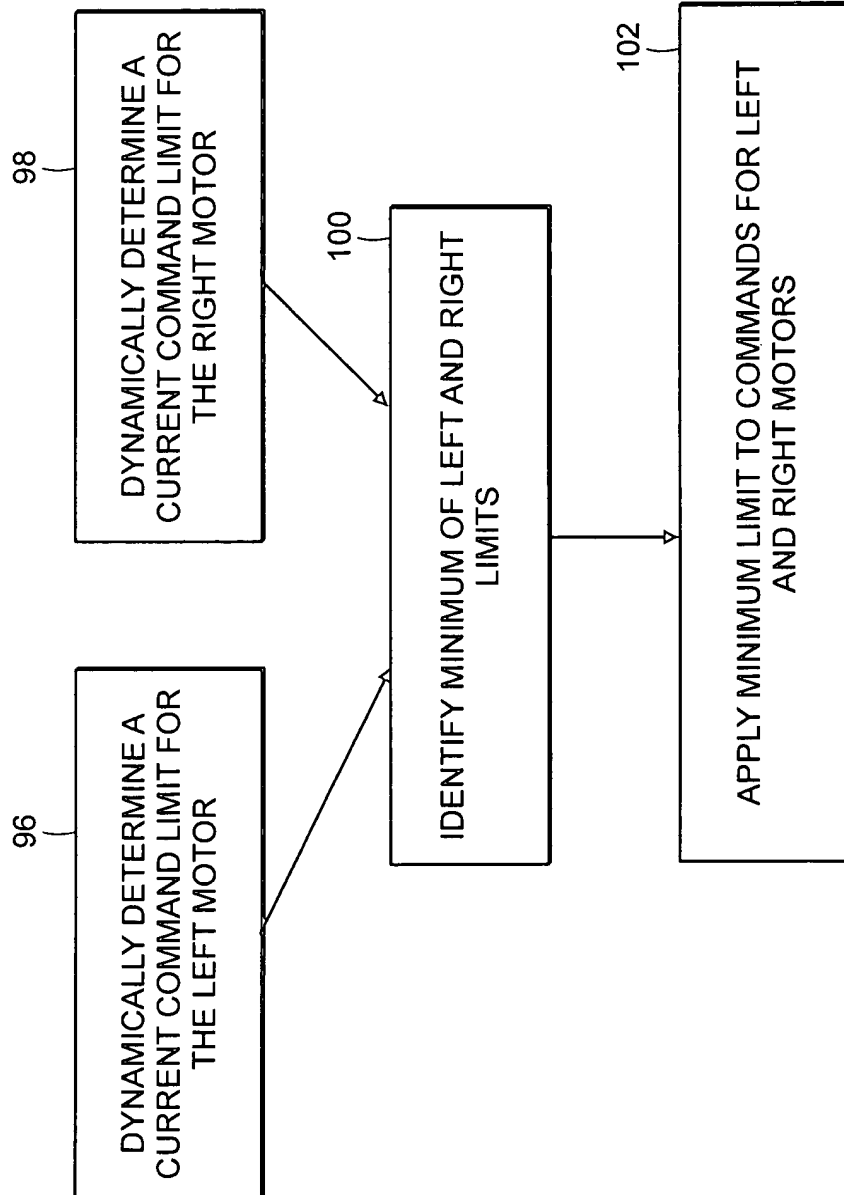 96
DYNAMICALLY DETERMINE A
CURRENT COMMAND LIMIT FOR
THE LEFT MOTOR
98
DYNAMICALLY DETERMINE A
CURRENT COMMAND LIMIT FOR
THE RIGHT MOTOR
100
IDENTIFY MINIMUM OF LEFT AND RIGHT
LIMITS
102
APPLY MINIMUM LIMIT TO COMMANDS FOR LEFT
AND RIGHT MOTORS